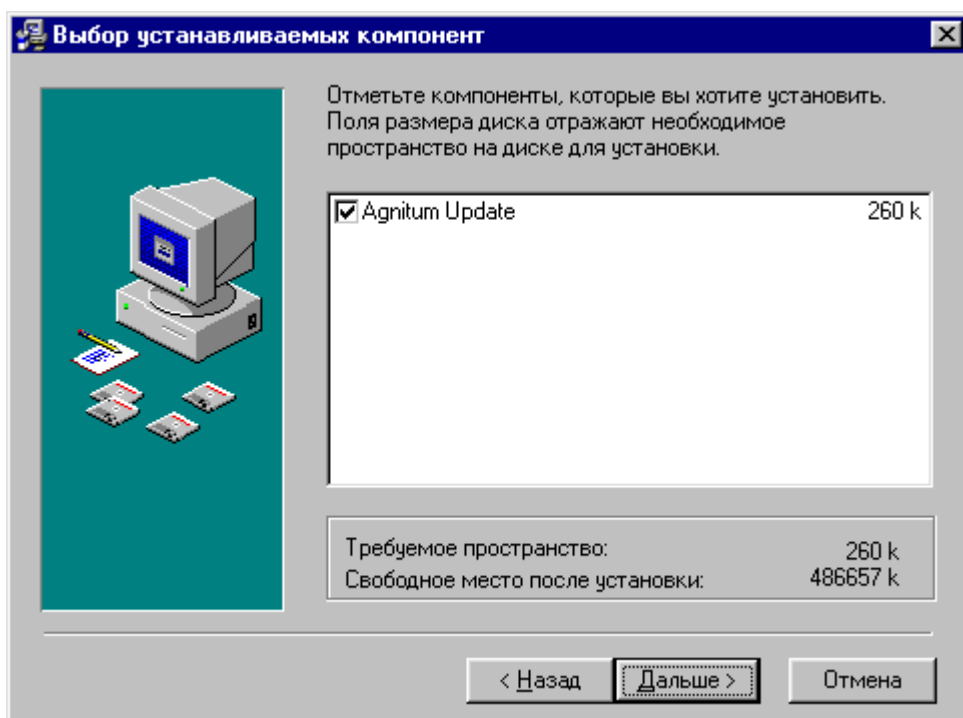 Выбор устанавливаемых компонент
Отметьте компоненты, которые вы хотите установить.
Поля размера диска отражают необходимое
пространство на диске для установки.
Agnitum Update 260 k
Требуемое пространство: 260 k
Свободное место после установки: 486657 k
< Назад Дальше > Отмена